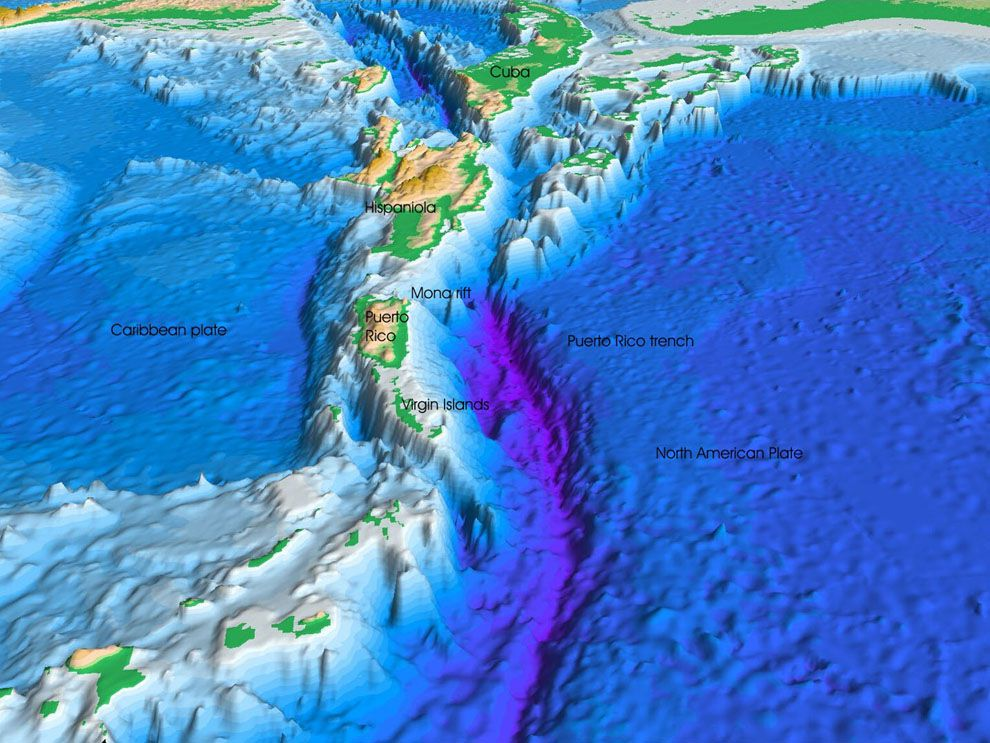 Cuba
Hispaniola
Mona rift
Puerto
Rico
Caribbean plate
Puerto Rico trench
Virgin Islands
North American Plate